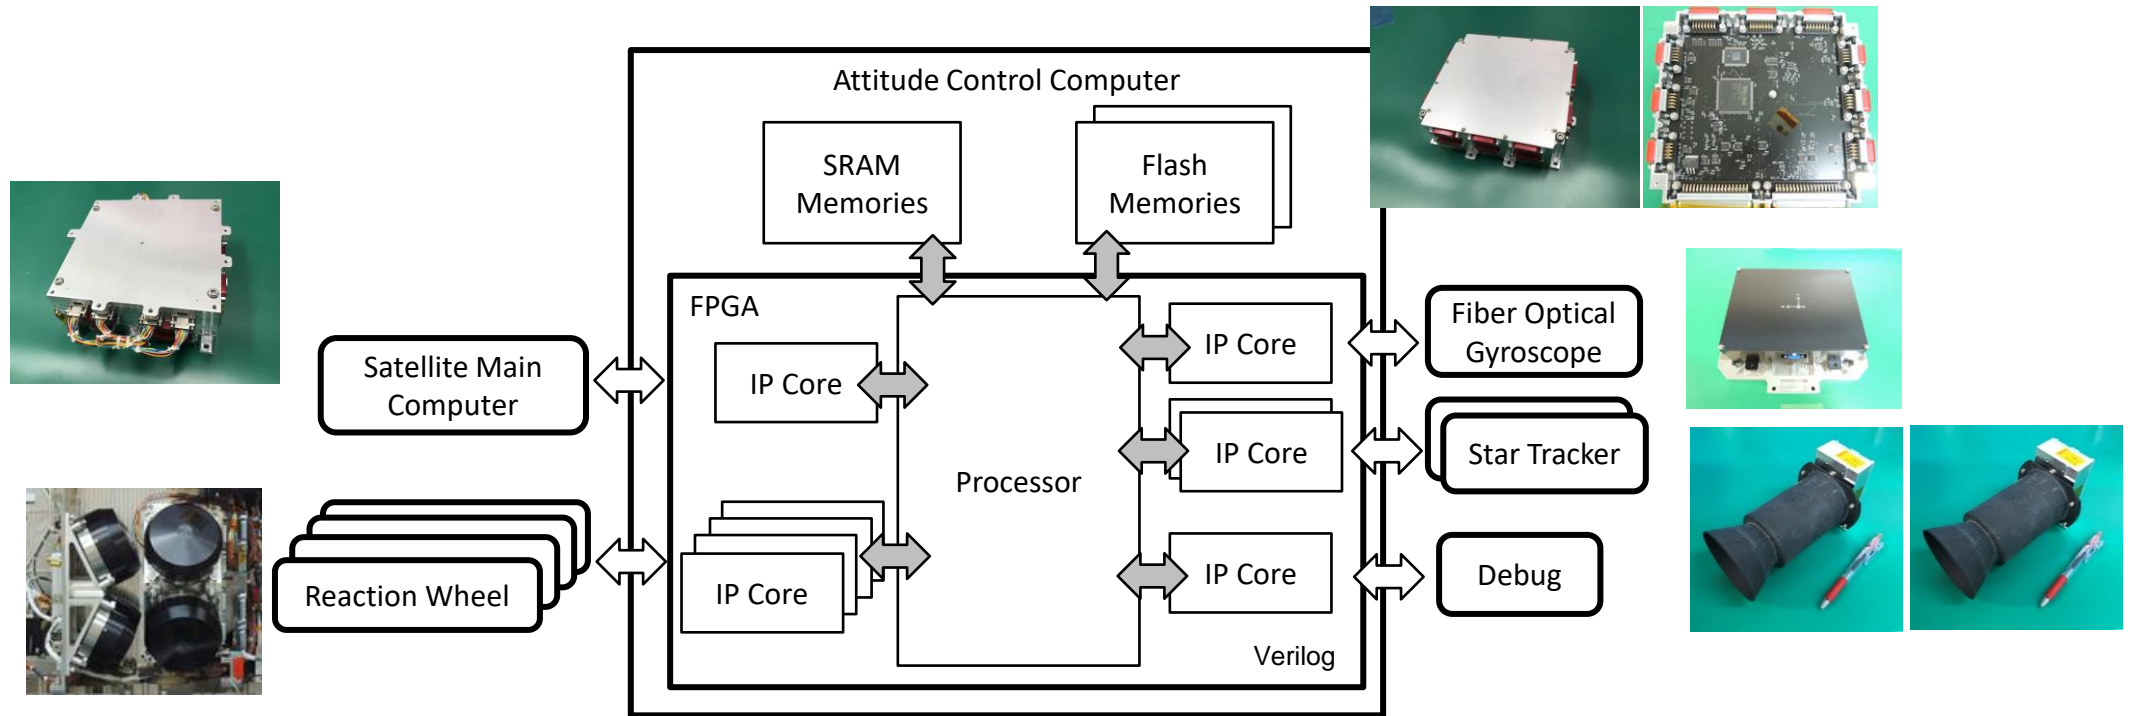 Attitude Control Computer
SRAM
Memories
Flash
Memories
FPGA
Satellite Main
Computer
IP Core
IP Core
Fiber Optical
Gyroscope
IP Core
Star Tracker
Processor
Reaction Wheel
IP Core
IP Core
Debug
Verilog